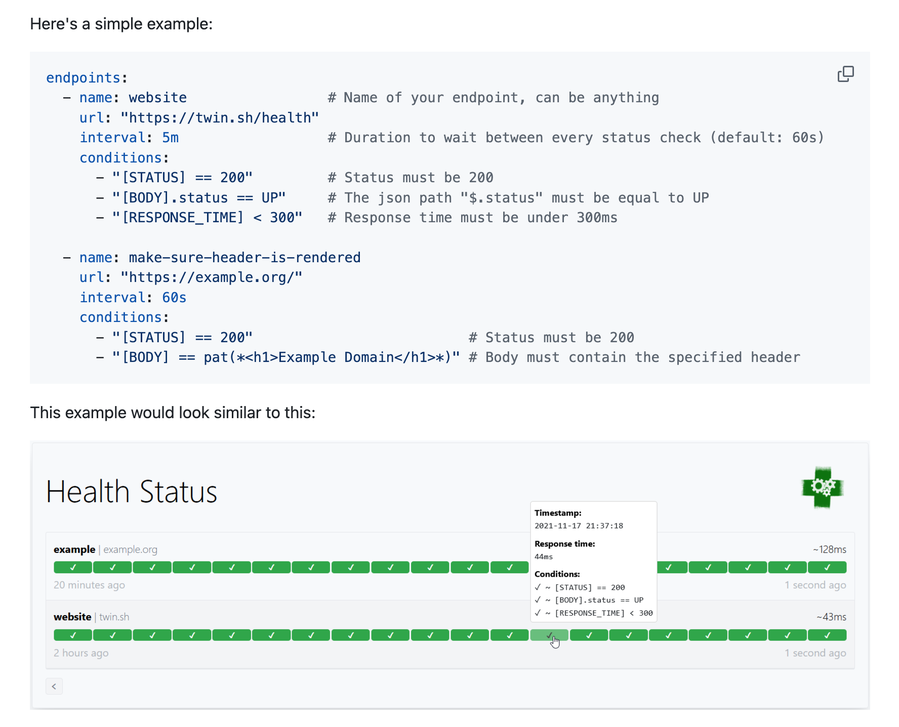 Here's a simple example:
endpoints:
  - name: website                 # Name of your endpoint, can be anything
    url: "https://twin.sh/health"
    interval: 5m                  # Duration to wait between every status check (default: 60s)
    conditions:
      - "[STATUS] == 200"         # Status must be 200
      - "[BODY].status == UP"     # The json path "$.status" must be equal to UP
      - "[RESPONSE_TIME] < 300"   # Response time must be under 300ms
  - name: make-sure-header-is-rendered
    url: "https://example.org/"
    interval: 60s
    conditions:
      - "[STATUS] == 200"                          # Status must be 200
      - "[BODY] == pat(*<h1>Example Domain</h1>*)" # Body must contain the specified header
This example would look similar to this:
Health Status
example | example.org ~128ms
20 minutes ago 1 second ago
website | twin.sh ~43ms
2 hours ago 1 second ago
Timestamp:
2021-11-17 21:37:18
Response time:
44ms
Conditions:
✓ ~ [STATUS] == 200
✓ ~ [BODY].status == UP
✓ ~ [RESPONSE_TIME] < 300
<